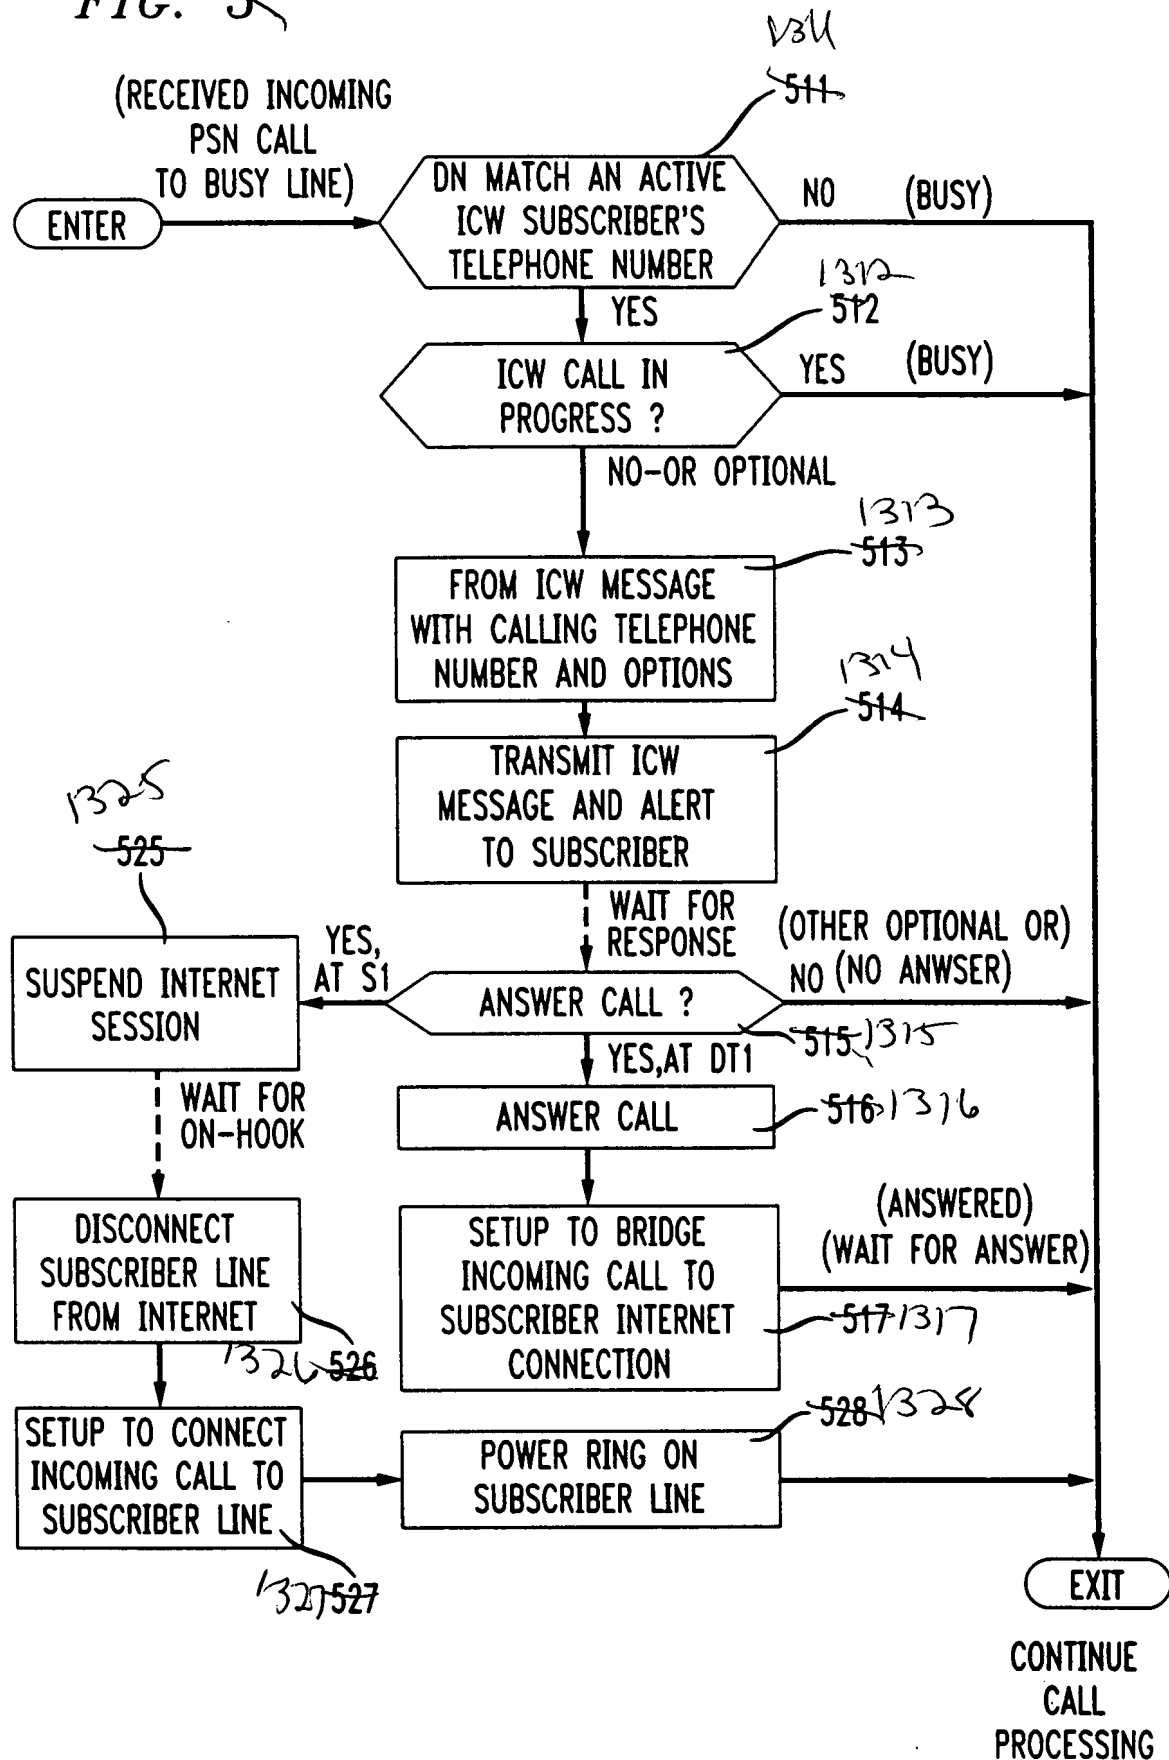 FIG. 5
1311
511
(RECEIVED INCOMING
PSN CALL
TO BUSY LINE)
ENTER
DN MATCH AN ACTIVE
ICW SUBSCRIBER'S
TELEPHONE NUMBER
NO (BUSY)
YES
1312
512
ICW CALL IN
PROGRESS ?
YES (BUSY)
NO-OR OPTIONAL
1313
513
FROM ICW MESSAGE
WITH CALLING TELEPHONE
NUMBER AND OPTIONS
1314
514
TRANSMIT ICW
MESSAGE AND ALERT
TO SUBSCRIBER
1325
525
WAIT FOR
RESPONSE
SUSPEND INTERNET
SESSION
YES,
AT S1
ANSWER CALL ?
(OTHER OPTIONAL OR)
NO (NO ANWSER)
515 1315
YES,AT DT1
WAIT FOR
ON-HOOK
ANSWER CALL
516 1316
DISCONNECT
SUBSCRIBER LINE
FROM INTERNET
1326 526
SETUP TO BRIDGE
INCOMING CALL TO
SUBSCRIBER INTERNET
CONNECTION
(ANSWERED)
(WAIT FOR ANSWER)
517 1317
SETUP TO CONNECT
INCOMING CALL TO
SUBSCRIBER LINE
1327 527
POWER RING ON
SUBSCRIBER LINE
528 1328
EXIT
CONTINUE
CALL
PROCESSING